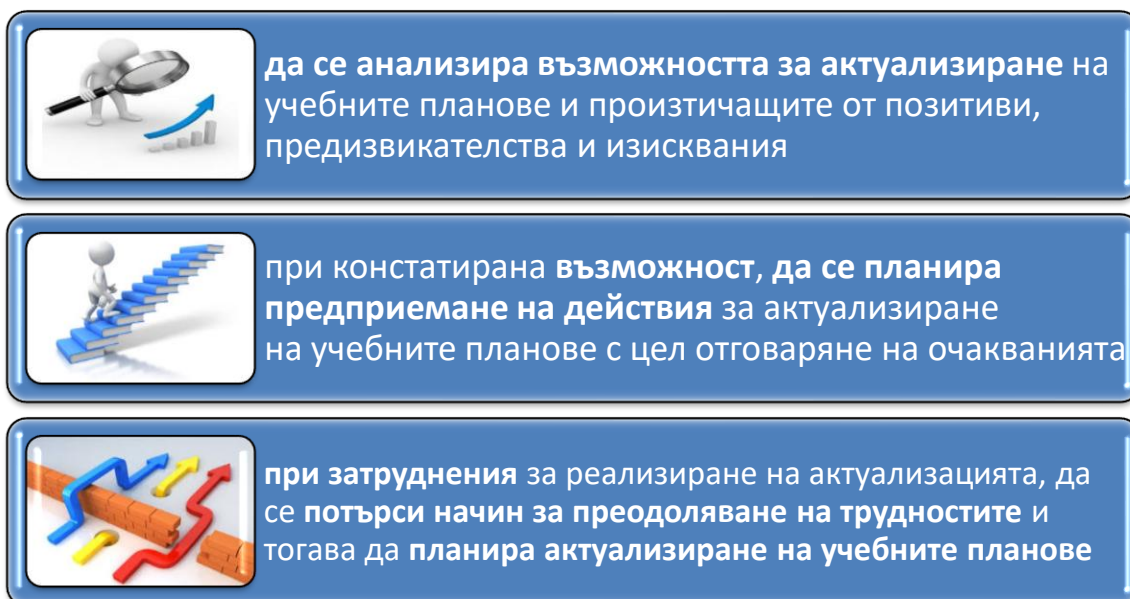 да се анализира възможността за актуализиране на
учебните планове и произтичащите от позитиви,
предизвикателства и изисквания
при констатирана възможност, да се планира
предприемане на действия за актуализиране
на учебните планове с цел отговаряне на очакванията
при затруднения за реализиране на актуализацията, да
се потърси начин за преодоляване на трудностите и
тогава да планира актуализиране на учебните планове